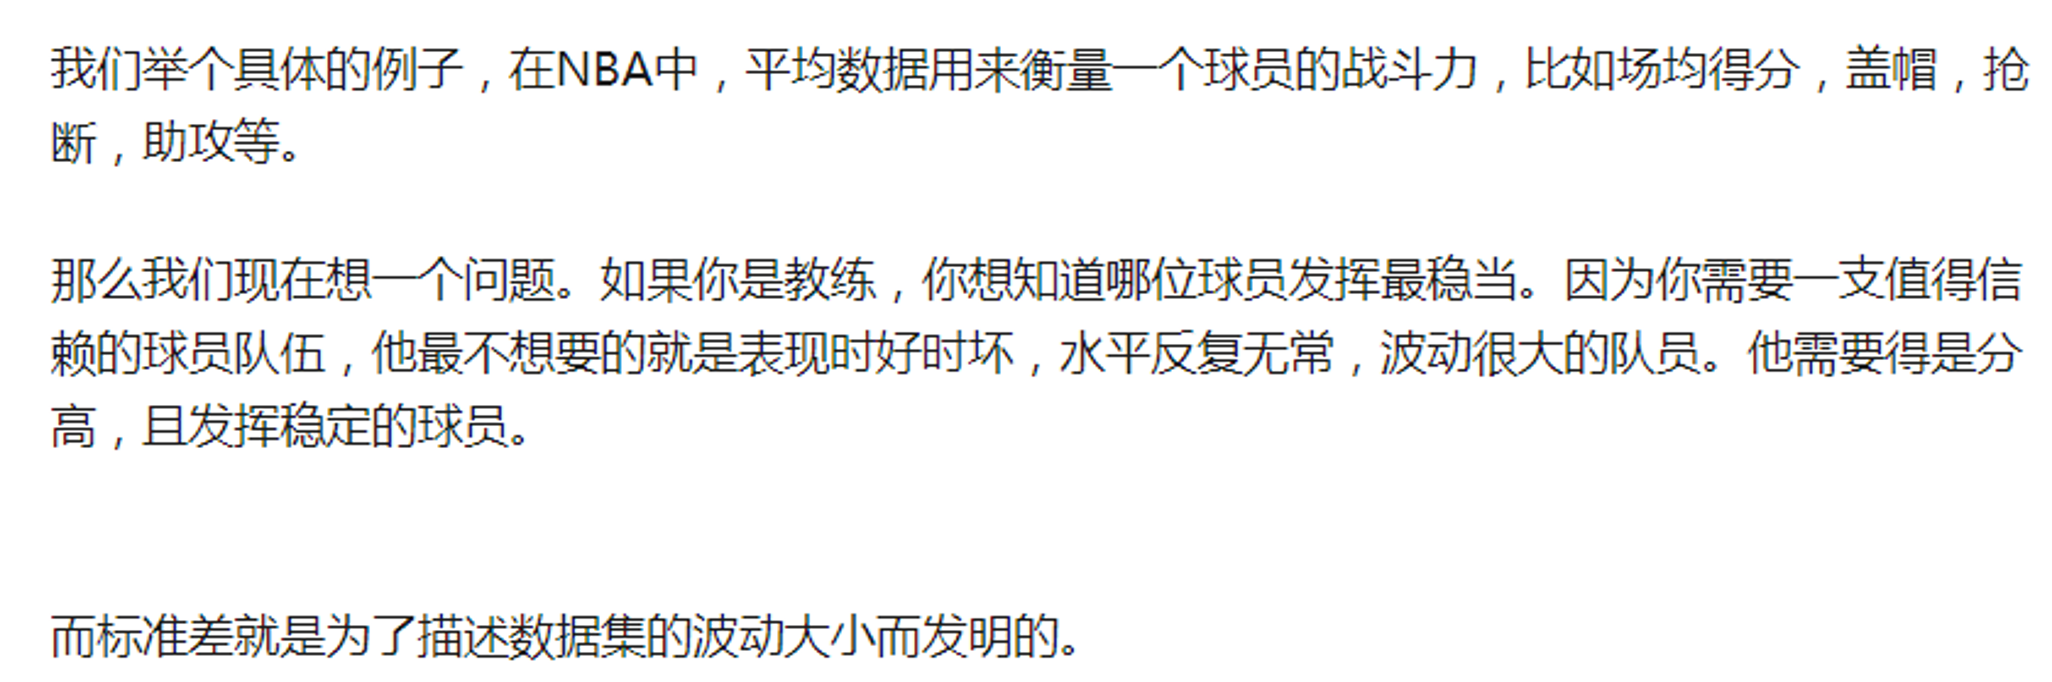 我们举个具体的例子，在NBA中，平均数据用来衡量一个球员的战斗力，比如场均得分，盖帽，抢
断，助攻等。
那么我们现在想一个问题。如果你是教练，你想知道哪位球员发挥最稳当。因为你需要一支值得信
赖的球员队伍，他最不想要的就是表现时好时坏，水平反复无常，波动很大的队员。他需要得是分
高，且发挥稳定的球员。
而标准差就是为了描述数据集的波动大小而发明的。